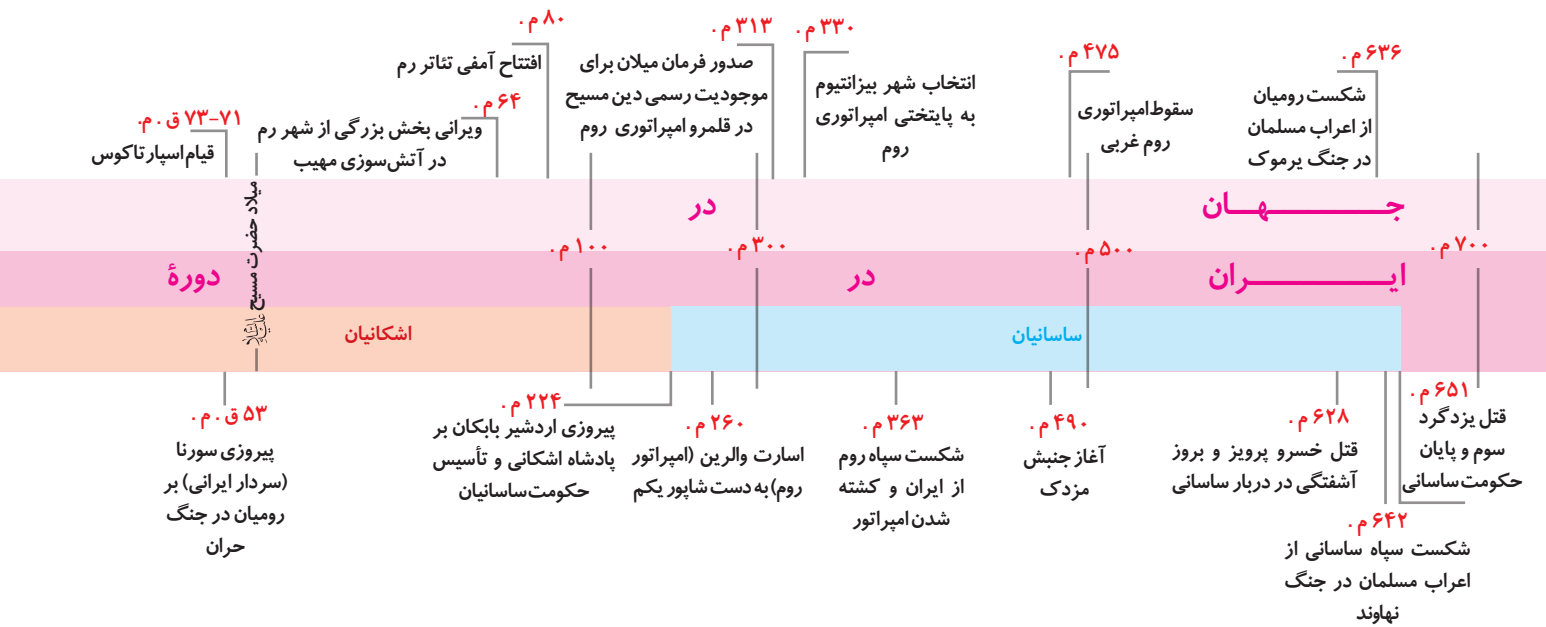 ۷۳-۷۱ ق . م.
قیام اسپارتاکوس
۶۴ م .
ویرانی بخش بزرگی از شهر رم
در آتش‌سوزی مهیب
۸۰ م .
افتتاح آمفی تئاتر رم
۳۱۳ م .
صدور فرمان میلان برای
موجودیت رسمی دین مسیح
در قلمرو امپراتوری روم
۳۳۰ م .
انتخاب شهر بیزانتیوم
به پایتختی امپراتوری
روم
۴۷۵ م .
سقوط امپراتوری
روم غربی
۶۳۶ م .
شکست رومیان
از اعراب مسلمان
در جنگ یرموک
در جهان
میلاد حضرت مسیح علیه‌السلام
۱۰۰ م .
۳۰۰ م .
۵۰۰ م .
۷۰۰ م .
دورۀ در ایران
اشکانیان
ساسانیان
۵۳ ق . م .
پیروزی سورنا
(سردار ایرانی) بر
رومیان در جنگ
حران
۲۲۴ م .
پیروزی اردشیر بابکان بر
پادشاه اشکانی و تأسیس
حکومت ساسانیان
۲۶۰ م .
اسارت والرین (امپراتور
روم) به دست شاپور یکم
۳۶۳ م .
شکست سپاه روم
از ایران و کشته
شدن امپراتور
۴۹۰ م .
آغاز جنبش
مزدک
۶۲۸ م .
قتل خسرو پرویز و بروز
آشفتگی در دربار ساسانی
۶۴۲ م .
شکست سپاه ساسانی از
اعراب مسلمان در جنگ
نهاوند
۶۵۱ م .
قتل یزدگرد
سوم و پایان
حکومت ساسانی